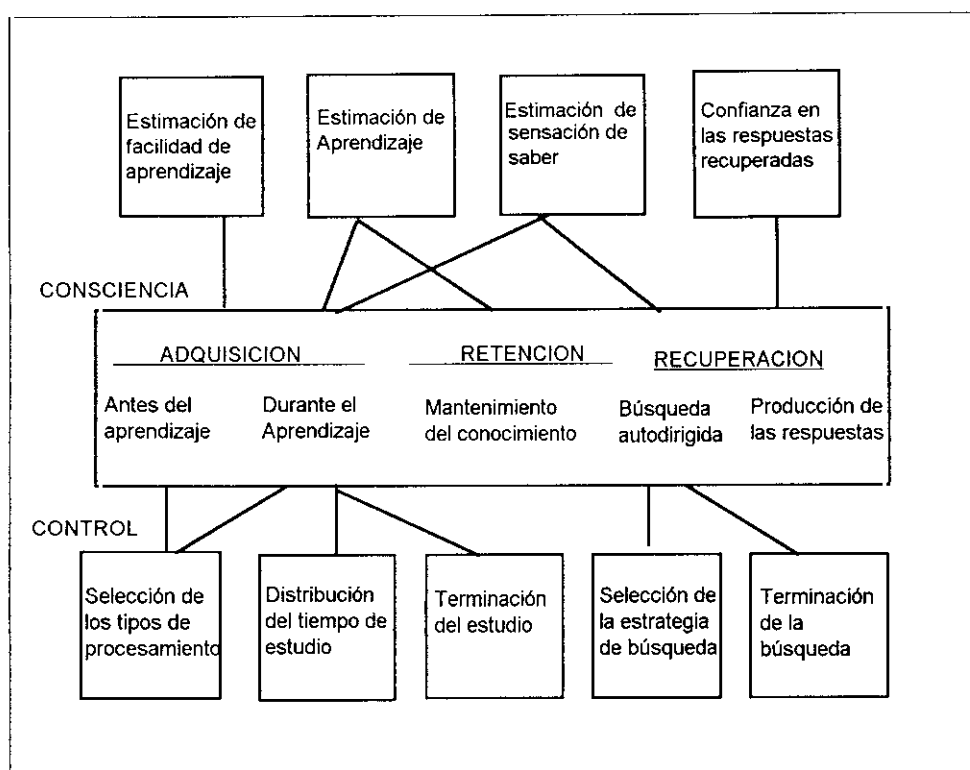 Estimación de
facilidad de
aprendizaje
Estimación de
Aprendizaje
Estimación de
sensación de
saber
Confianza en
las respuestas
recuperadas
CONSCIENCIA
ADQUISICION
RETENCION
RECUPERACION
Antes del
aprendizaje
Durante el
Aprendizaje
Mantenimiento
del conocimiento
Búsqueda
autodirigida
Producción de
las respuestas
CONTROL
Selección de
los tipos de
procesamiento
Distribución
del tiempo de
estudio
Terminación
del estudio
Selección de
la estrategia
de búsqueda
Terminación
de la
búsqueda